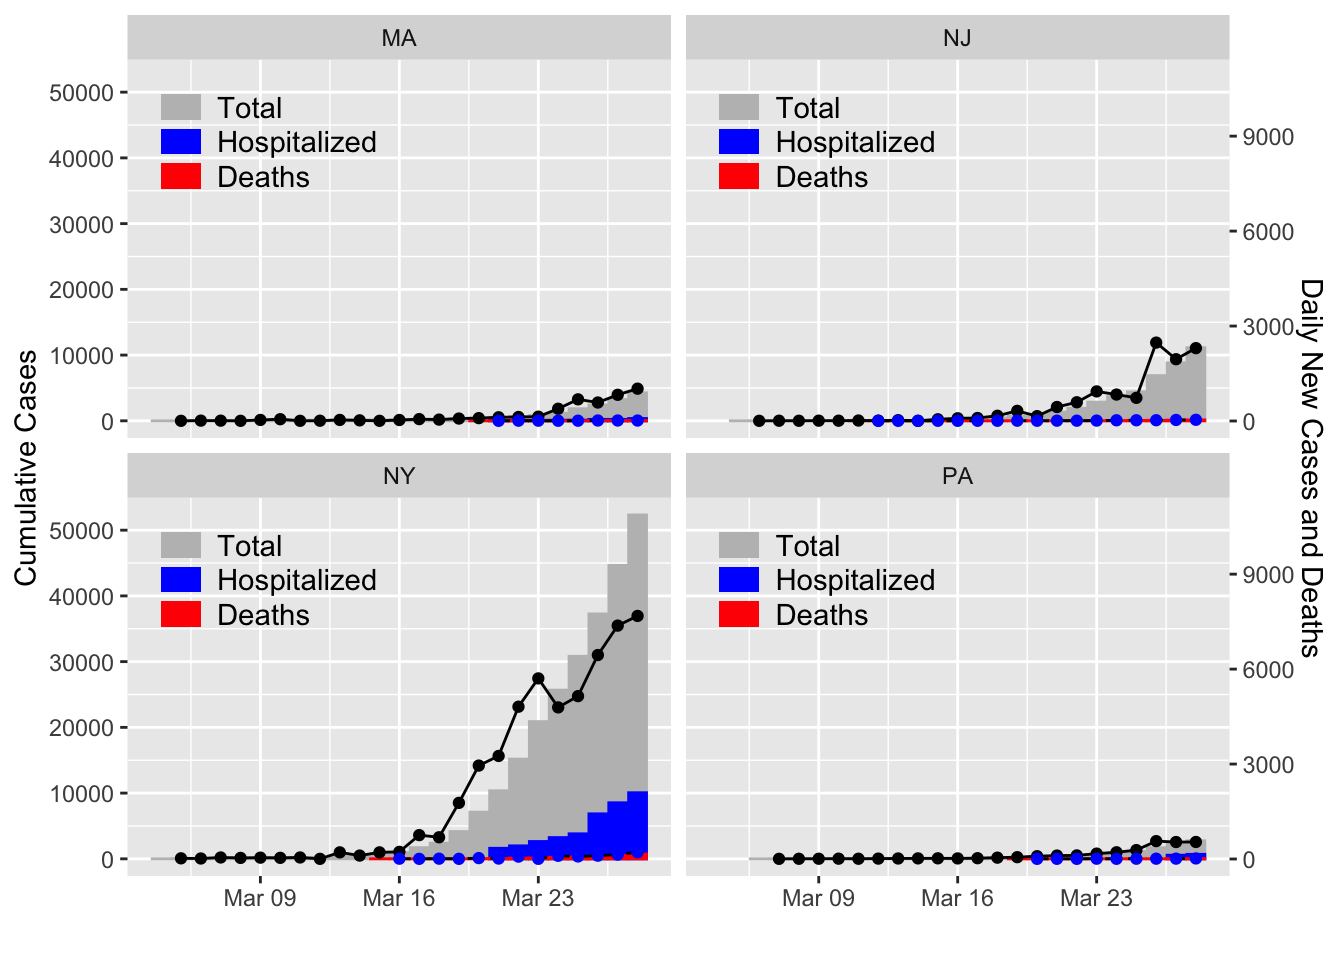 MA
NJ
50000
40000
30000
20000
10000
0
Total
Hospitalized
Deaths
Total
Hospitalized
Deaths
9000
6000
3000
0
Cumulative Cases
Daily New Cases and Deaths
NY
PA
50000
40000
30000
20000
10000
0
Total
Hospitalized
Deaths
Total
Hospitalized
Deaths
9000
6000
3000
0
Mar 09 Mar 16 Mar 23
Mar 09 Mar 16 Mar 23